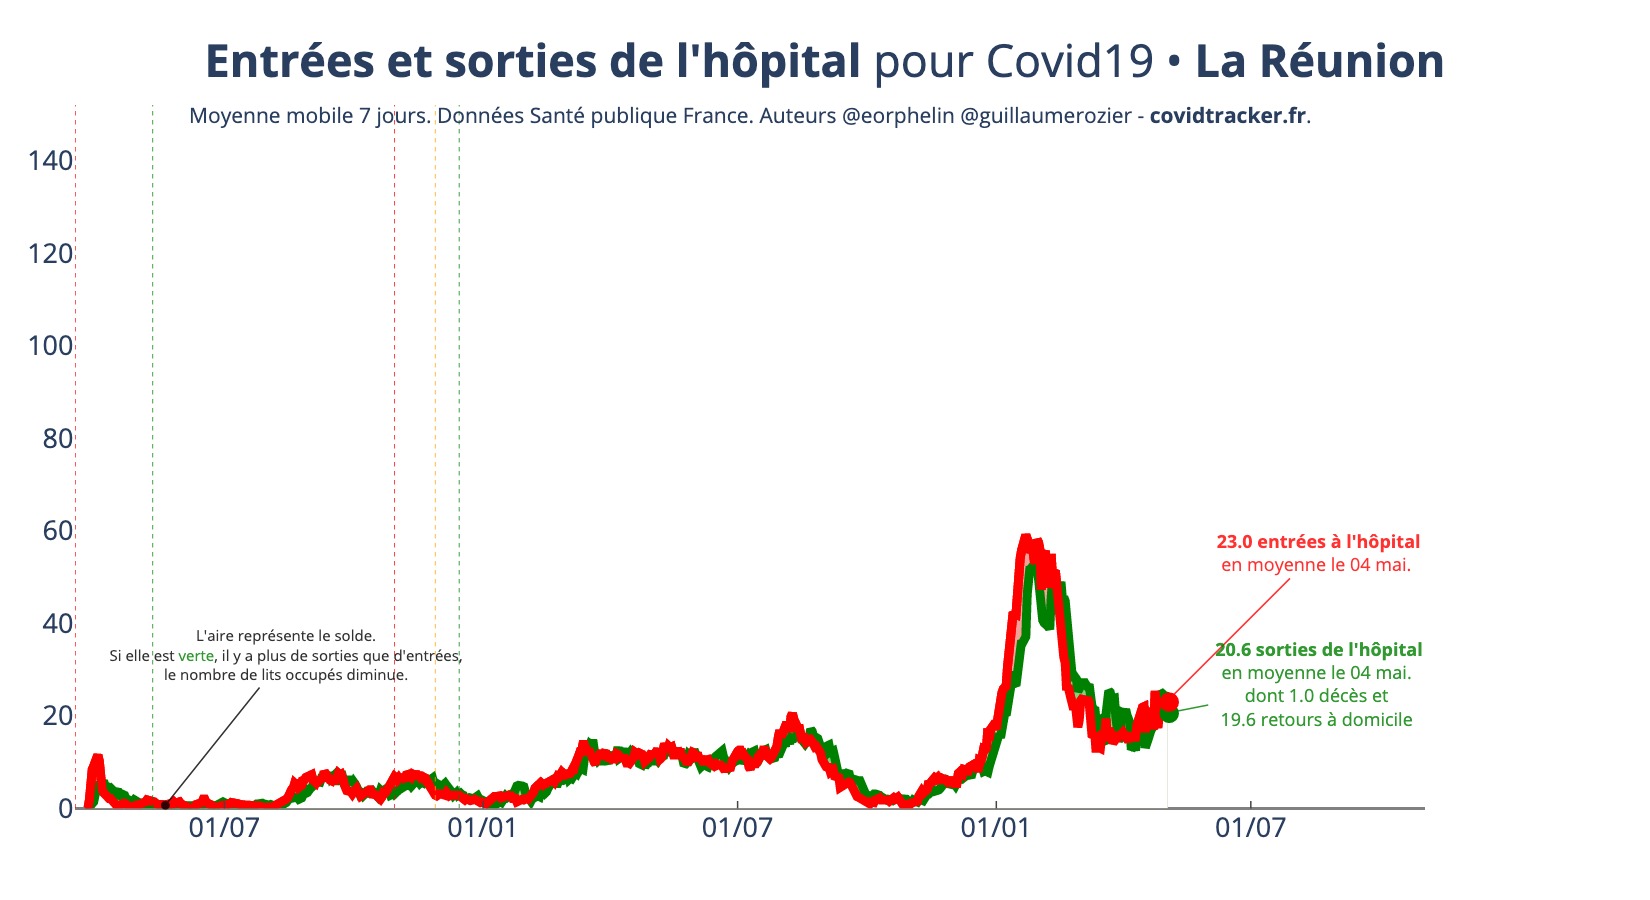 Entrées et sorties de l'hôpital pour Covid19 • La Réunion
Moyenne mobile 7 jours. Données Santé publique France. Auteurs @eorphelin @guillaumerozier - covidtracker.fr.
140
120
100
80
60
40
20
0
L'aire représente le solde.
Si elle est verte, il y a plus de sorties que d'entrées,
le nombre de lits occupés diminue.
23.0 entrées à l'hôpital
en moyenne le 04 mai.
20.6 sorties de l'hôpital
en moyenne le 04 mai.
dont 1.0 décès et
19.6 retours à domicile
01/07
01/01
01/07
01/01
01/07